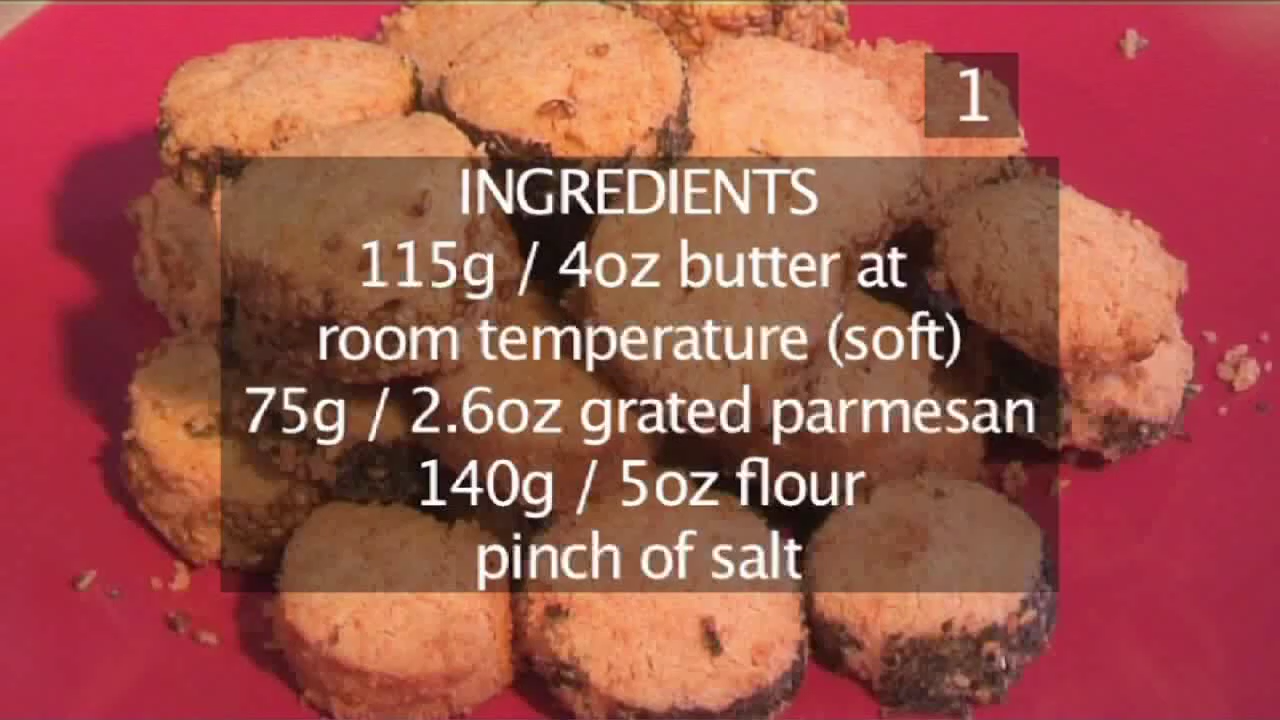 1
INGREDIENTS
115g / 4oz butter at
room temperature (soft)
75g / 2.6oz grated parmesan
140g / 5oz flour
pinch of salt